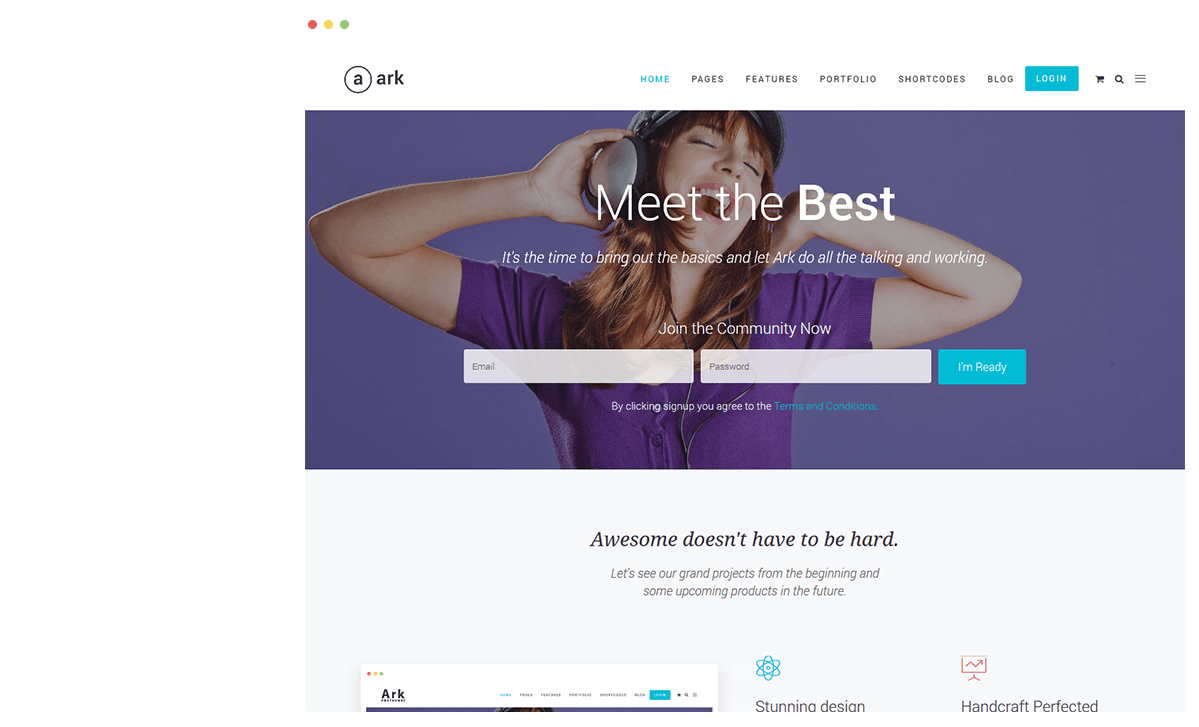 a ark
HOME PAGES FEATURES PORTFOLIO SHORTCODES BLOG LOGIN
Meet the Best
It's the time to bring out the basics and let Ark do all the talking and working.
Join the Community Now
Email Password I'm Ready
By clicking signup you agree to the Terms and Conditions.
Awesome doesn't have to be hard.
Let's see our grand projects from the beginning and
some upcoming products in the future.
Ark
HOME PAGES FEATURES PORTFOLIO SHORTCODES BLOG LOGIN
Stunning design Handcraft Perfected